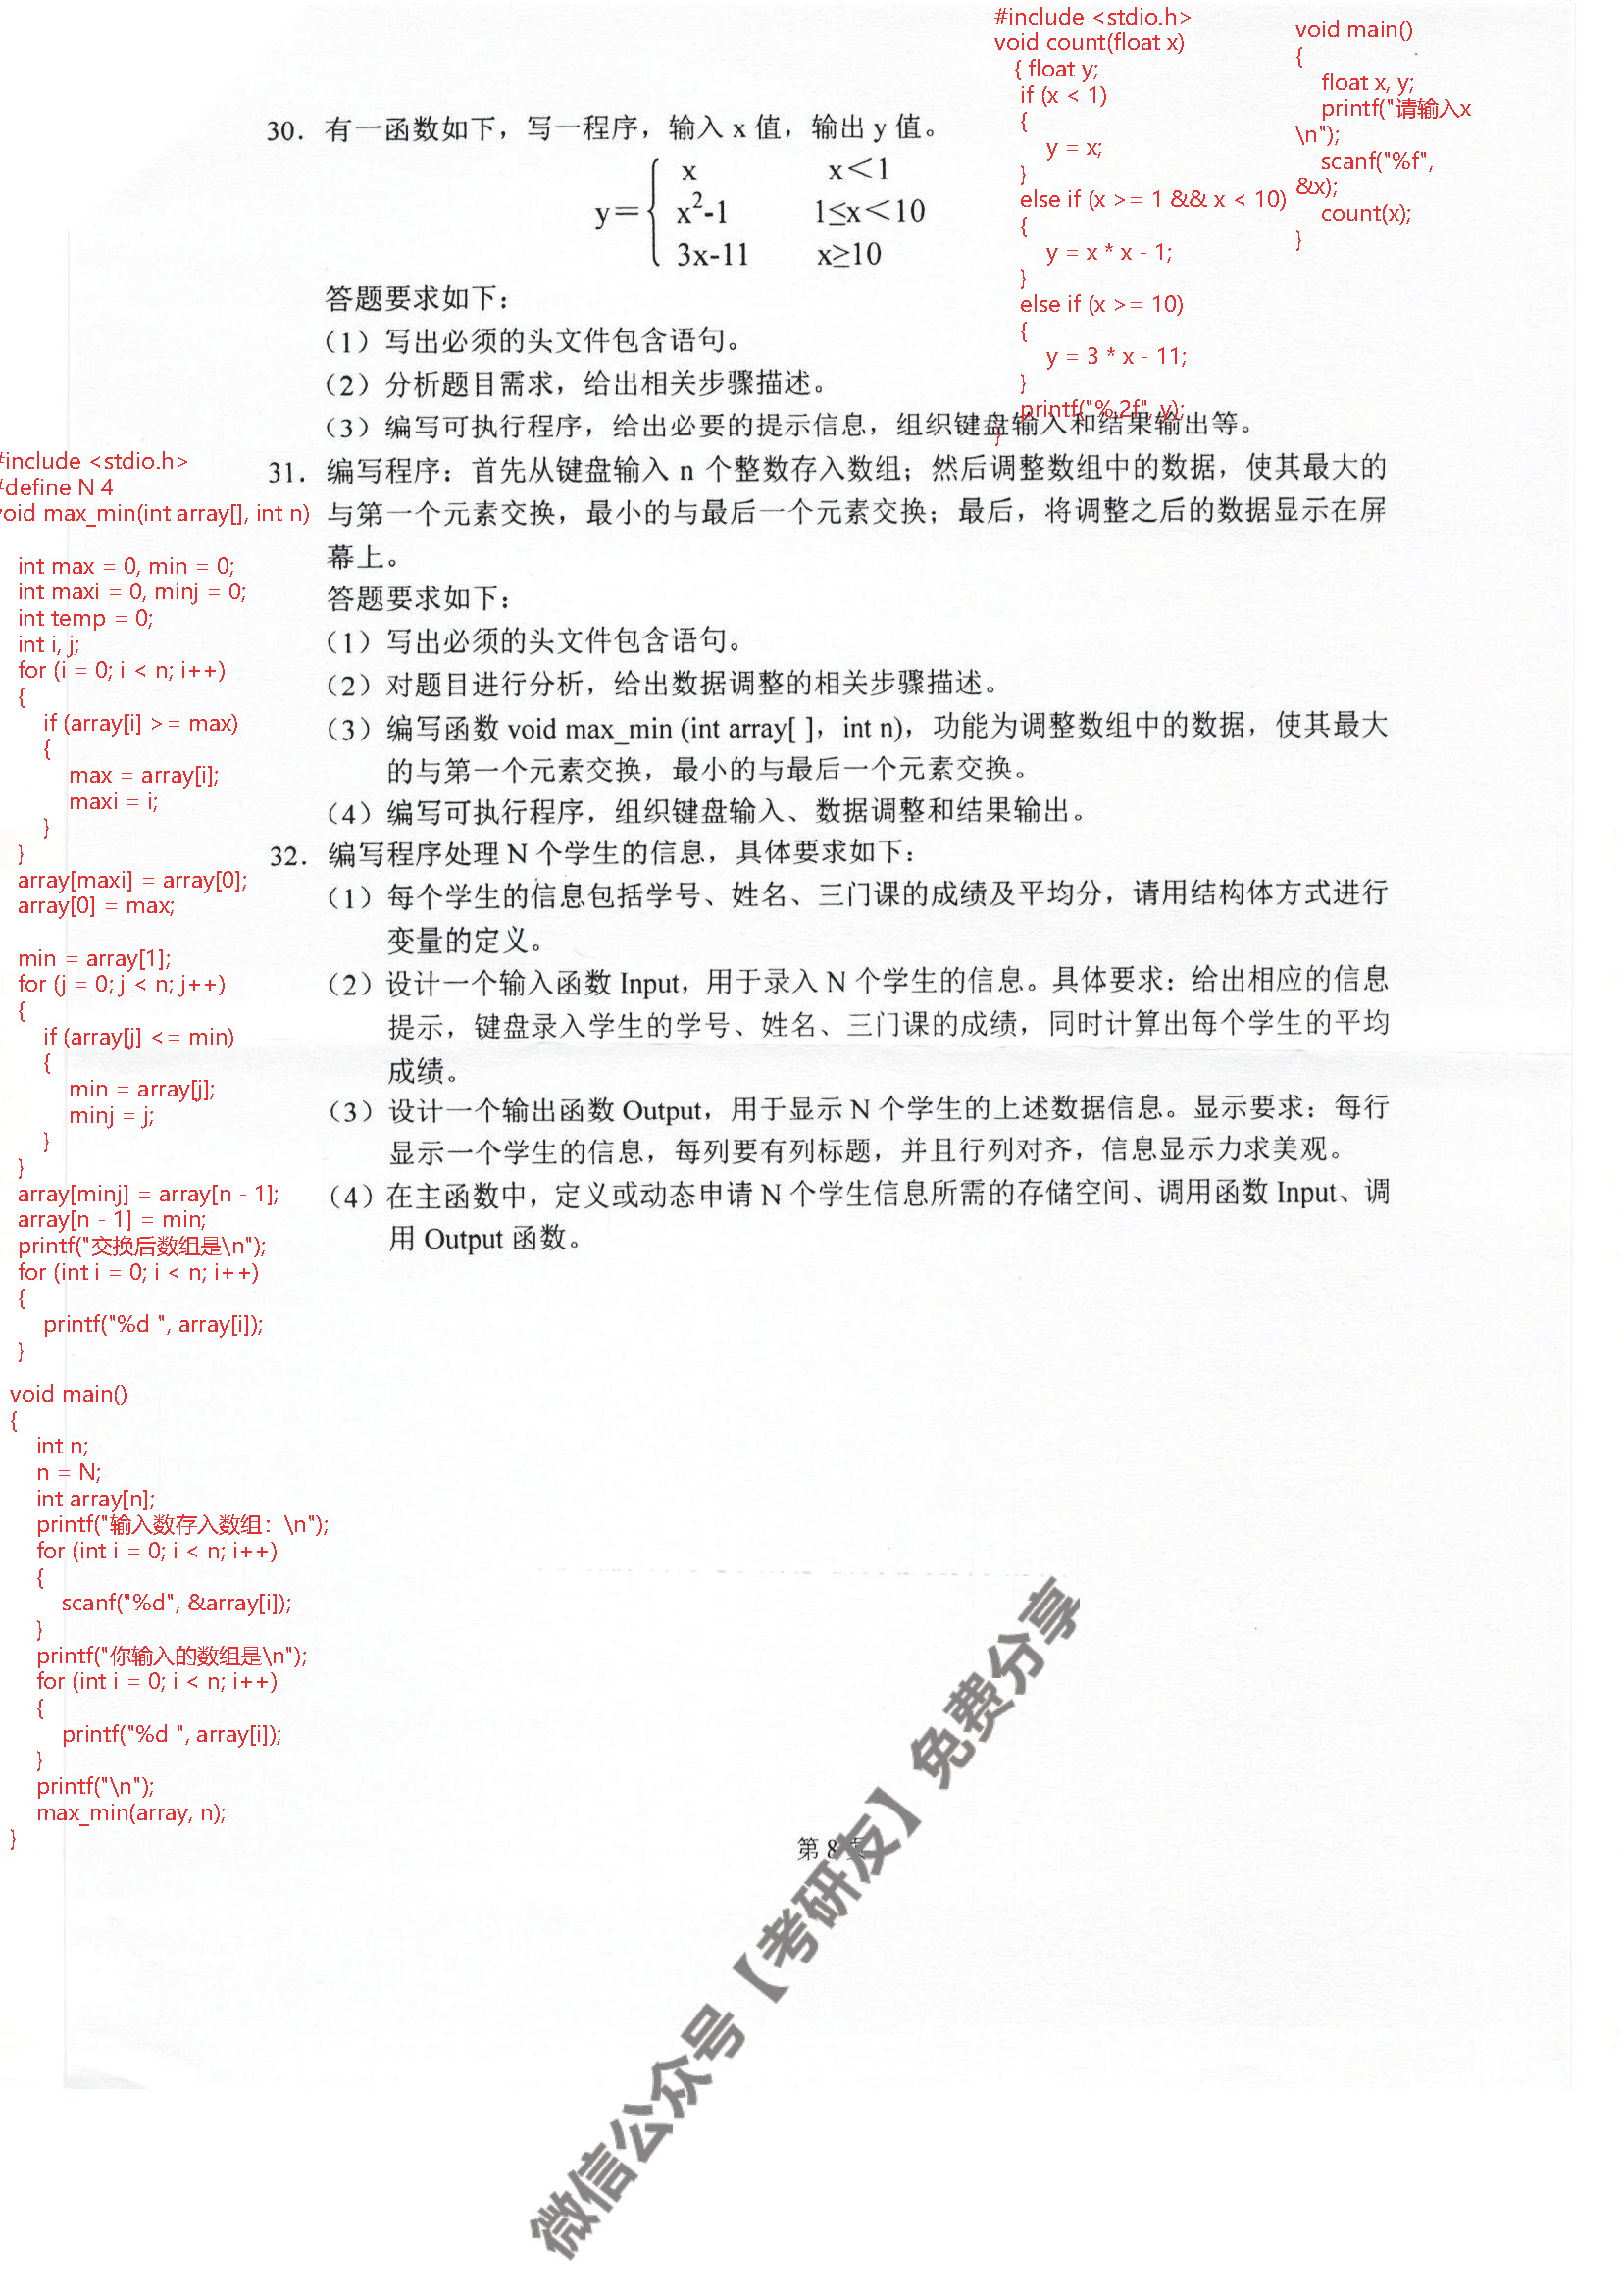 30. 有一函数如下，写一程序，输入 x 值，输出 y 值。
y＝{ x x＜1
x²-1 1≤x＜10
3x-11 x≥10
答题要求如下：
（1）写出必须的头文件包含语句。
（2）分析题目需求，给出相关步骤描述。
（3）编写可执行程序，给出必要的提示信息，组织键盘输入和结果输出等。
31. 编写程序：首先从键盘输入 n 个整数存入数组；然后调整数组中的数据，使其最大的
与第一个元素交换，最小的与最后一个元素交换；最后，将调整之后的数据显示在屏
幕上。
答题要求如下：
（1）写出必须的头文件包含语句。
（2）对题目进行分析，给出数据调整的相关步骤描述。
（3）编写函数 void max_min (int array[ ]，int n)，功能为调整数组中的数据，使其最大
的与第一个元素交换，最小的与最后一个元素交换。
（4）编写可执行程序，组织键盘输入、数据调整和结果输出。
32. 编写程序处理 N 个学生的信息，具体要求如下：
（1）每个学生的信息包括学号、姓名、三门课的成绩及平均分，请用结构体方式进行
变量的定义。
（2）设计一个输入函数 Input，用于录入 N 个学生的信息。具体要求：给出相应的信息
提示，键盘录入学生的学号、姓名、三门课的成绩，同时计算出每个学生的平均
成绩。
（3）设计一个输出函数 Output，用于显示 N 个学生的上述数据信息。显示要求：每行
显示一个学生的信息，每列要有列标题，并且行列对齐，信息显示力求美观。
（4）在主函数中，定义或动态申请 N 个学生信息所需的存储空间、调用函数 Input、调
用 Output 函数。
#include <stdio.h>
void count(float x)
{ float y;
if (x < 1)
{
y = x;
}
else if (x >= 1 && x < 10)
{
y = x * x - 1;
}
else if (x >= 10)
{
y = 3 * x - 11;
}
printf("%.2f", y);
}
void main()
{
float x, y;
printf("请输入x
\n");
scanf("%f",
&x);
count(x);
}
#include <stdio.h>
#define N 4
void max_min(int array[], int n)
int max = 0, min = 0;
int maxi = 0, minj = 0;
int temp = 0;
int i, j;
for (i = 0; i < n; i++)
{
if (array[i] >= max)
{
max = array[i];
maxi = i;
}
}
array[maxi] = array[0];
array[0] = max;
min = array[1];
for (j = 0; j < n; j++)
{
if (array[j] <= min)
{
min = array[j];
minj = j;
}
}
array[minj] = array[n - 1];
array[n - 1] = min;
printf("交换后数组是\n");
for (int i = 0; i < n; i++)
{
printf("%d ", array[i]);
}
void main()
{
int n;
n = N;
int array[n];
printf("输入数存入数组：\n");
for (int i = 0; i < n; i++)
{
scanf("%d", &array[i]);
}
printf("你输入的数组是\n");
for (int i = 0; i < n; i++)
{
printf("%d ", array[i]);
}
printf("\n");
max_min(array, n);
}
第 8 页
微信公众号【考研友】免费分享